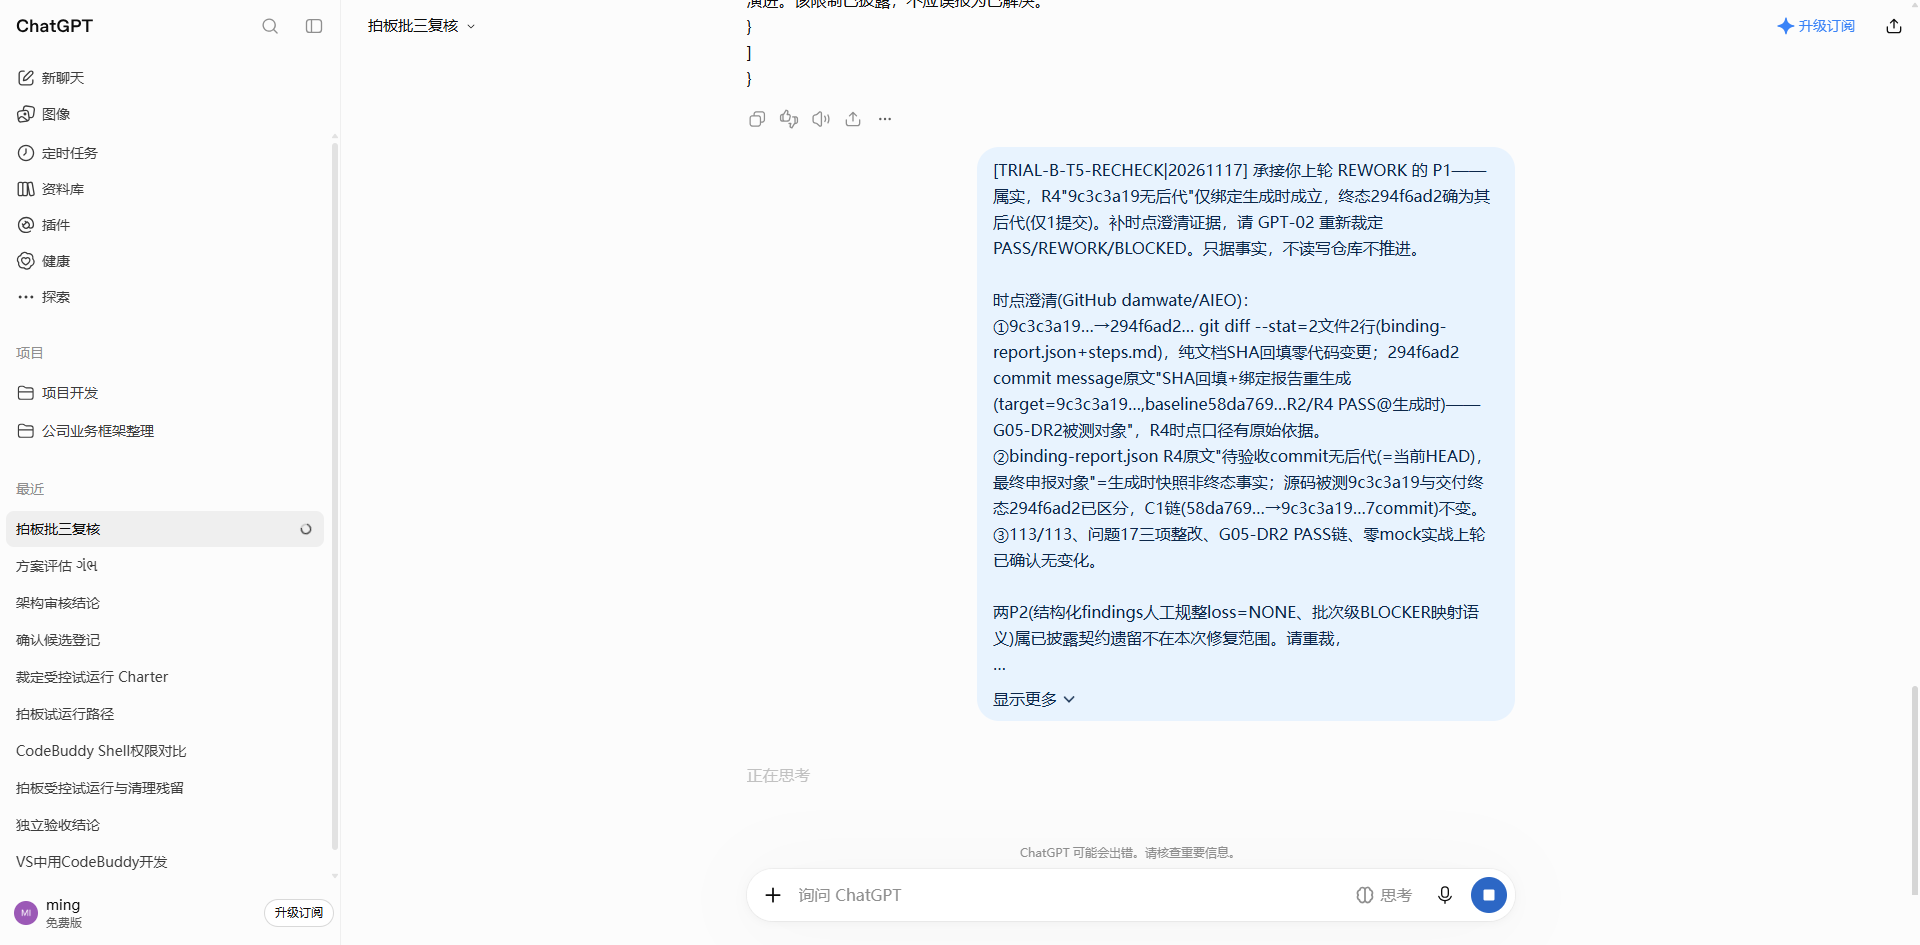 ChatGPT
新聊天
图像
定时任务
资料库
插件
健康
探索
项目
项目开发
公司业务框架整理
最近
拍板批三复核
方案评估
架构审核结论
确认候选登记
裁定受控试运行 Charter
拍板试运行路径
CodeBuddy Shell权限对比
拍板受控试运行与清理残留
独立验收结论
VS中用CodeBuddy开发
MI
ming
免费版
升级订阅
拍板批三复核
升级订阅
演进。该限制已披露，不应误报为已解决。
}
]
}
[TRIAL-B-T5-RECHECK|20261117] 承接你上轮 REWORK 的 P1——
属实，R4"9c3c3a19无后代"仅绑定生成时成立，终态294f6ad2确为其
后代(仅1提交)。补时点澄清证据，请 GPT-02 重新裁定
PASS/REWORK/BLOCKED。只据事实，不读写仓库不推进。
时点澄清(GitHub damwate/AIEO)：
①9c3c3a19...→294f6ad2... git diff --stat=2文件2行(binding-
report.json+steps.md)，纯文档SHA回填零代码变更；294f6ad2
commit message原文"SHA回填+绑定报告重生成
(target=9c3c3a19...,baseline58da769...R2/R4 PASS@生成时)——
G05-DR2被测对象"，R4时点口径有原始依据。
②binding-report.json R4原文"待验收commit无后代(=当前HEAD)，
最终申报对象"=生成时快照非终态事实；源码被测9c3c3a19与交付终
态294f6ad2已区分，C1链(58da769...→9c3c3a19...7commit)不变。
③113/113、问题17三项整改、G05-DR2 PASS链、零mock实战上轮
已确认无变化。
两P2(结构化findings人工规整loss=NONE、批次级BLOCKER映射语
义)属已披露契约遗留不在本次修复范围。请重裁，
...
显示更多
正在思考
ChatGPT 可能会出错。请核查重要信息。
询问 ChatGPT
思考